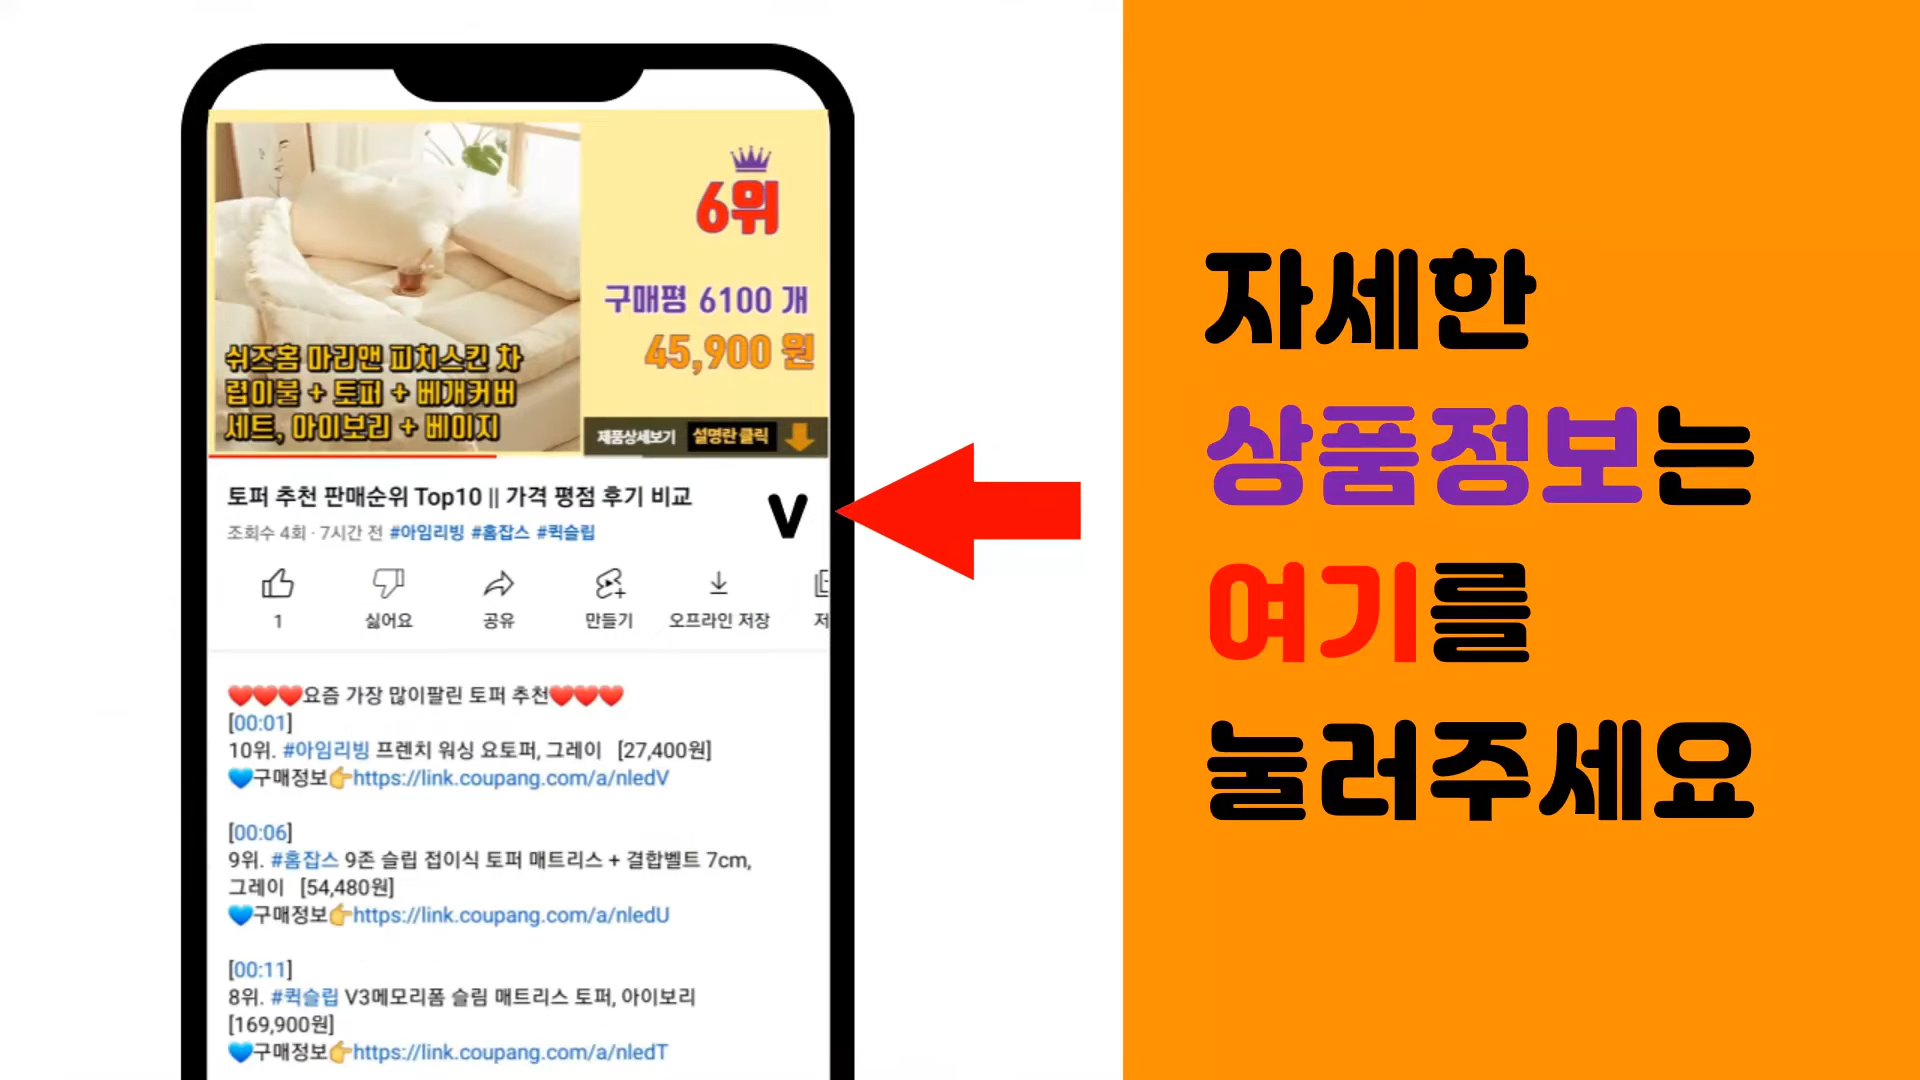 6위
구매평 6100 개
45,900 원
쉬즈홈 마리앤 피치스킨 차
렵이불 + 토퍼 + 베개커버
세트, 아이보리 + 베이지
제품상세보기 설명란 클릭
토퍼 추천 판매순위 Top10 || 가격 평점 후기 비교
V
조회수 4회 · 7시간 전 #아임리빙 #홈잡스 #퀵슬립
1 싫어요 공유 만들기 오프라인 저장 저
❤️❤️❤️요즘 가장 많이팔린 토퍼 추천❤️❤️❤️
[00:01]
10위. #아임리빙 프렌치 워싱 요토퍼, 그레이 [27,400원]
💙구매정보👉https://link.coupang.com/a/nledV
[00:06]
9위. #홈잡스 9존 슬립 접이식 토퍼 매트리스 + 결합벨트 7cm,
그레이 [54,480원]
💙구매정보👉https://link.coupang.com/a/nledU
[00:11]
8위. #퀵슬립 V3메모리폼 슬림 매트리스 토퍼, 아이보리
[169,900원]
💙구매정보👉https://link.coupang.com/a/nledT
자세한
상품정보는
여기를
눌러주세요